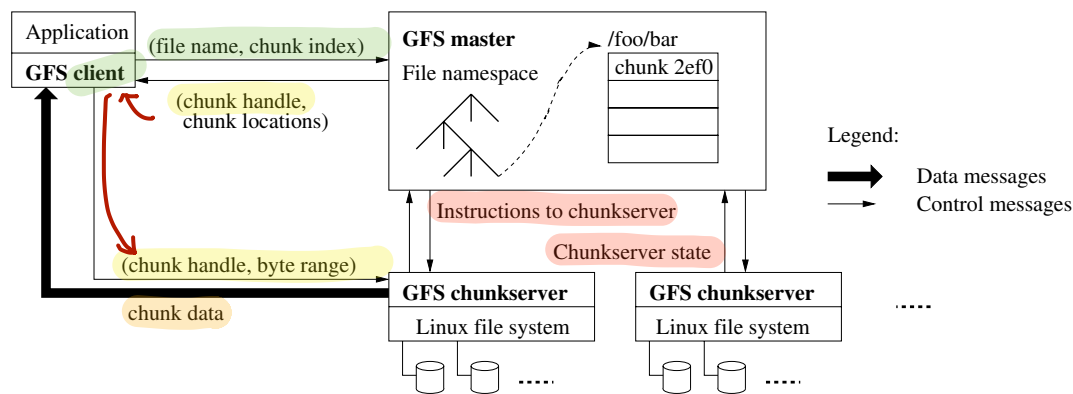 Application
GFS client
(file name, chunk index)
(chunk handle,
chunk locations)
GFS master
File namespace
/foo/bar
chunk 2ef0
Legend:
Data messages
Control messages
Instructions to chunkserver
Chunkserver state
(chunk handle, byte range)
chunk data
GFS chunkserver
Linux file system
GFS chunkserver
Linux file system